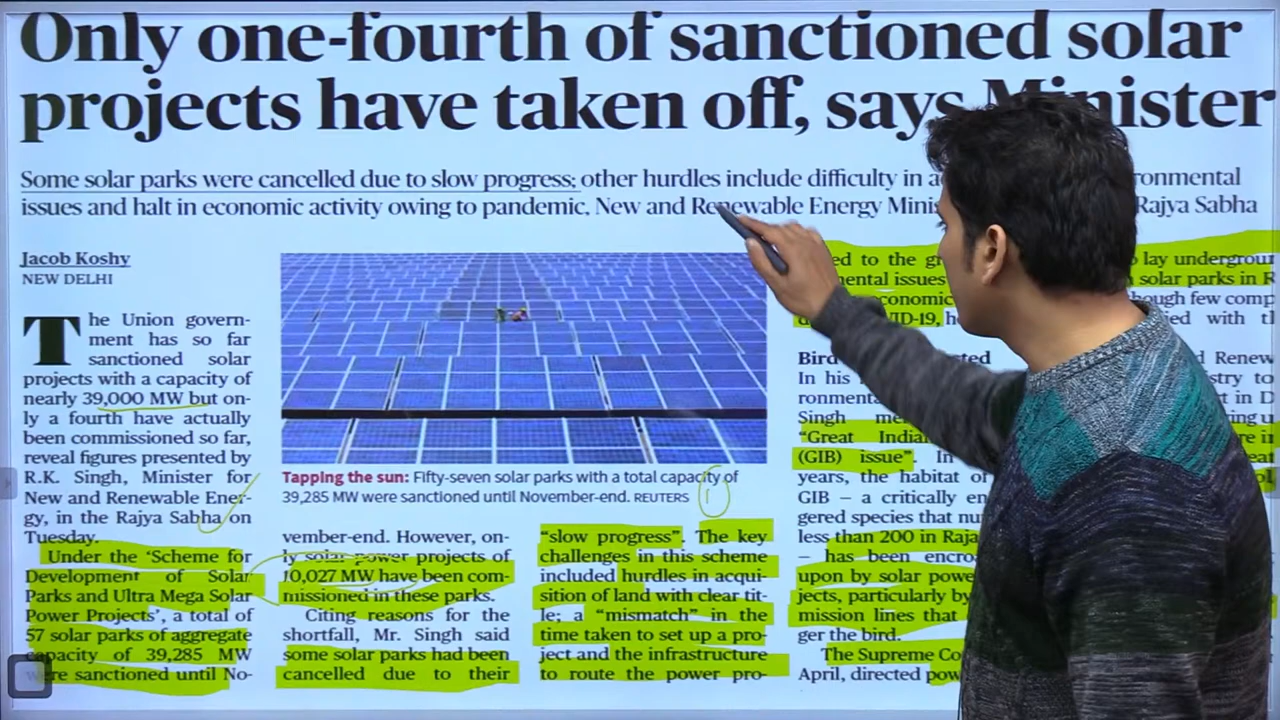 Only one-fourth of sanctioned solar
projects have taken off, says Minister
Some solar parks were cancelled due to slow progress; other hurdles include difficulty in
issues and halt in economic activity owing to pandemic, New and Renewable Energy Rajya Sabha
Jacob Koshy
NEW DELHI
The Union govern-
ment has so far
sanctioned solar
projects with a capacity of
nearly 39,000 MW but on-
ly a fourth have actually
been commissioned so far,
reveal figures presented by
R.K. Singh, Minister for
New and Renewable Ener-
gy, in the Rajya Sabha on
Tuesday.
Under the ‘Scheme for
Development of Solar
Parks and Ultra Mega Solar
Power Projects’, a total of
57 solar parks of aggregate
capacity of 39,285 MW
were sanctioned until No-
Tapping the sun: Fifty-seven solar parks with a total capacity of
39,285 MW were sanctioned until November-end. REUTERS
vember-end. However, on-
ly solar power projects of
10,027 MW have been com-
missioned in these parks.
Citing reasons for the
shortfall, Mr. Singh said
some solar parks had been
cancelled due to their
“slow progress”. The key
challenges in this scheme
included hurdles in acqui-
sition of land with clear tit-
le; a “mismatch” in the
time taken to set up a pro-
ject and the infrastructure
to route the power pro-
to the
issues
economic
Bird
In his
Singh
“Great
(GIB) issue”. In
years, the habitat of
GIB – a critically en
gered species that
less than 200 in
– has been
upon by solar
jects, particularly by
mission lines that
ger the bird.
The Supreme
April, directed
lay
solar parks in
few
with